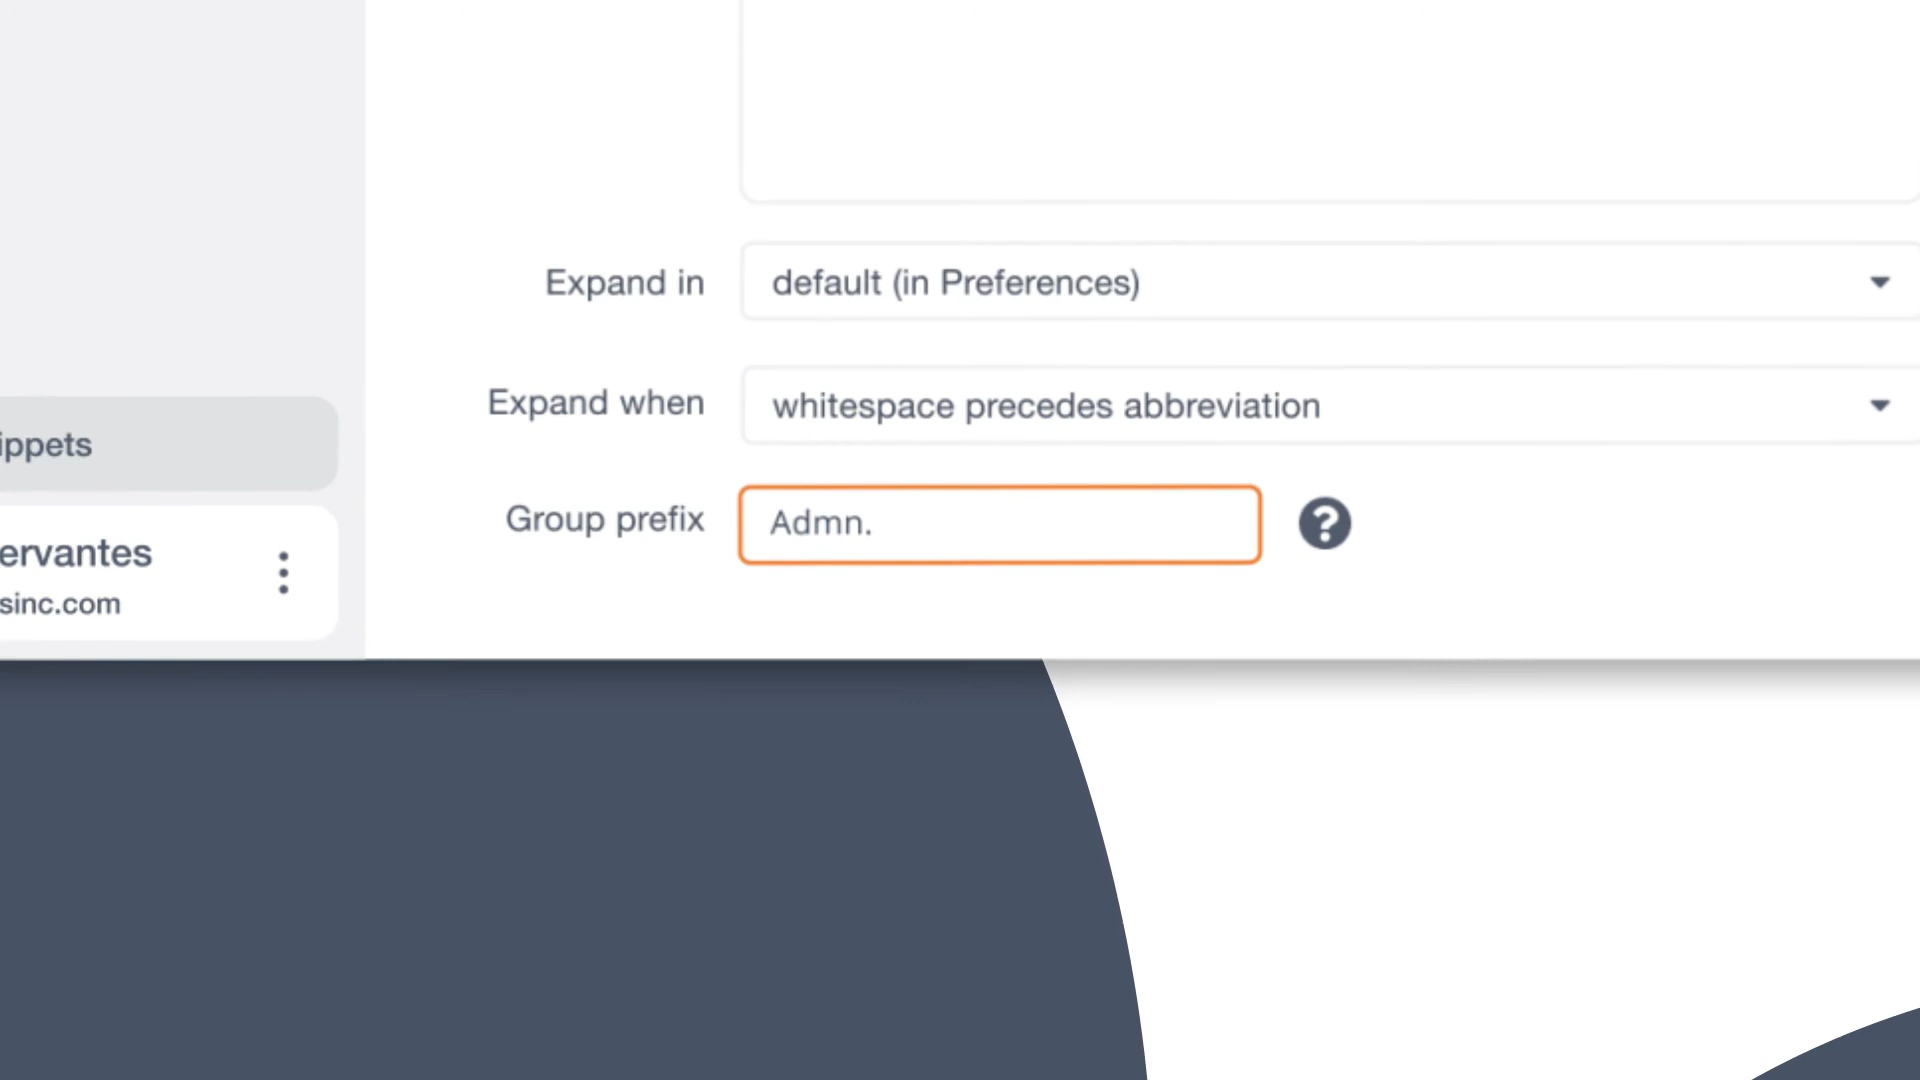 Expand in default (in Preferences)
Expand when whitespace precedes abbreviation
ippets
Group prefix Admn.
ervantes
sinc.com